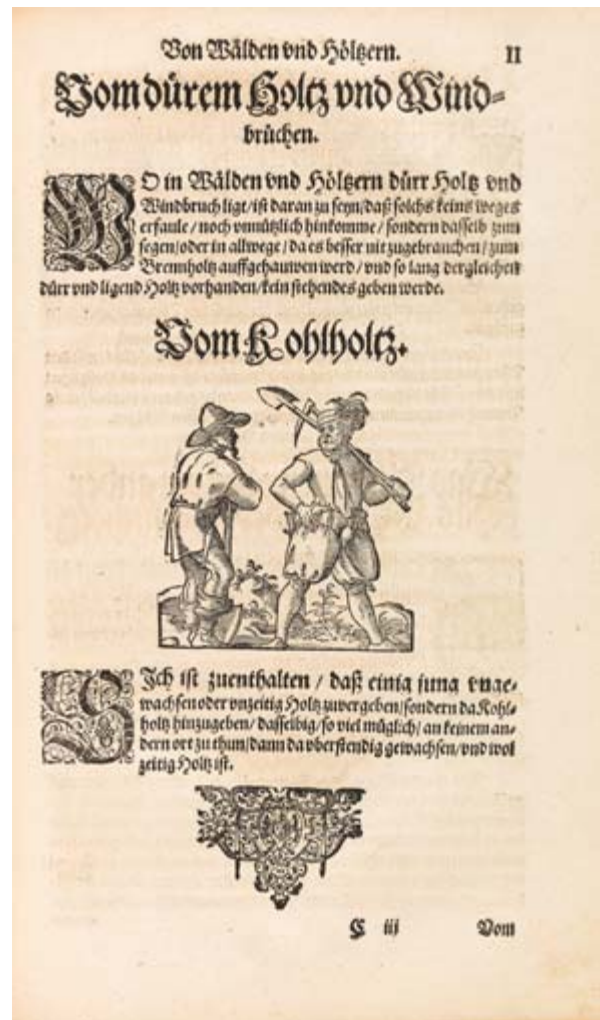 Von Wälden vnd Höltzern. 11
Vom dürem Holtz vnd Wind=
brüchen.
WO in Wälden vnd Höltzern dürr Holtz vnd
Windbruch ligt/ist daran zu seyn/daß solchs keins weges
erfaule/noch vnnützlich hinkomme/sondern dasselb zum
segen/oder in allwege/da es besser nit zugebrauchen/zum
Brennholtz auffgehauwen werd/vnd so lang dergleichen
dürr vnd ligend Holtz vorhanden/kein stehendes geben werde.
Vom Kohlholtz.
SIch ist zuenthalten / daß einig jung vnge=
wachsen oder vnzeitig Holtz zuvergeben/sondern da Kohl=
holtz hinzugeben/dasselbig/so viel müglich/an keinem an=
dern ort zu thun/dann da vberstendig gewachsen/vnd wol
zeitig Holtz ist.
C iij Vom